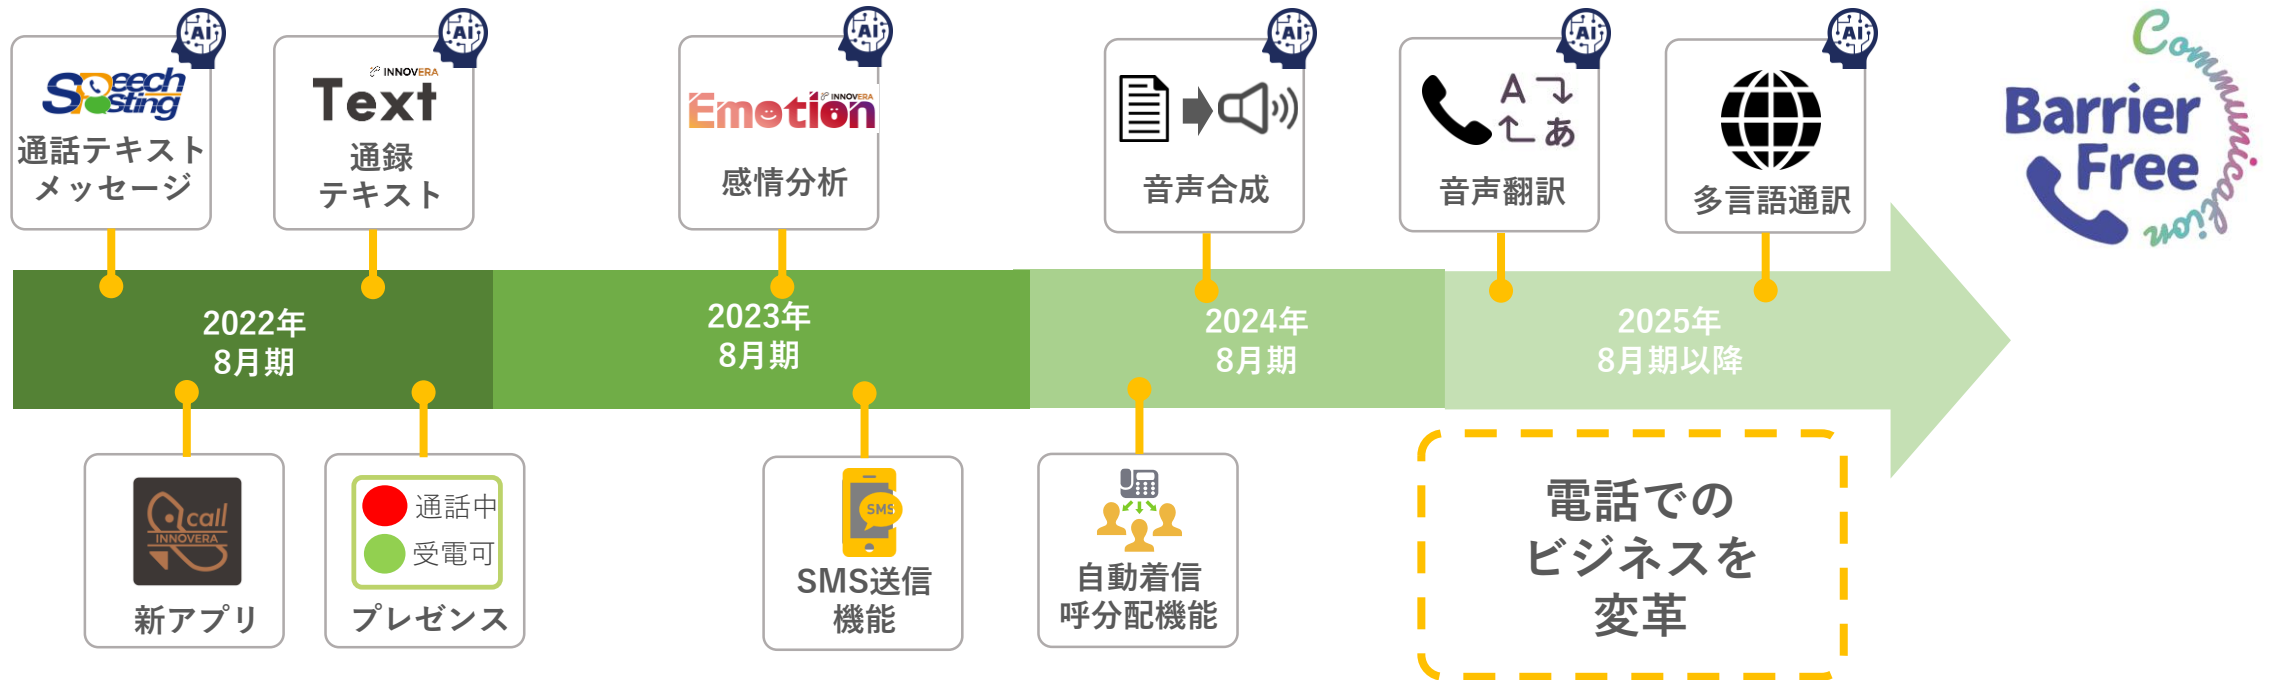 AI
Speech
Posting
通話テキスト
メッセージ
AI
INNOVERA
Text
通録
テキスト
AI
INNOVERA
Emotion
感情分析
AI
音声合成
AI
A
あ
音声翻訳
AI
多言語通訳
Communication
Barrier
Free
2022年
8月期
2023年
8月期
2024年
8月期
2025年
8月期以降
call
INNOVERA
新アプリ
通話中
受電可
プレゼンス
SMS
SMS送信
機能
自動着信
呼分配機能
電話での
ビジネスを
変革